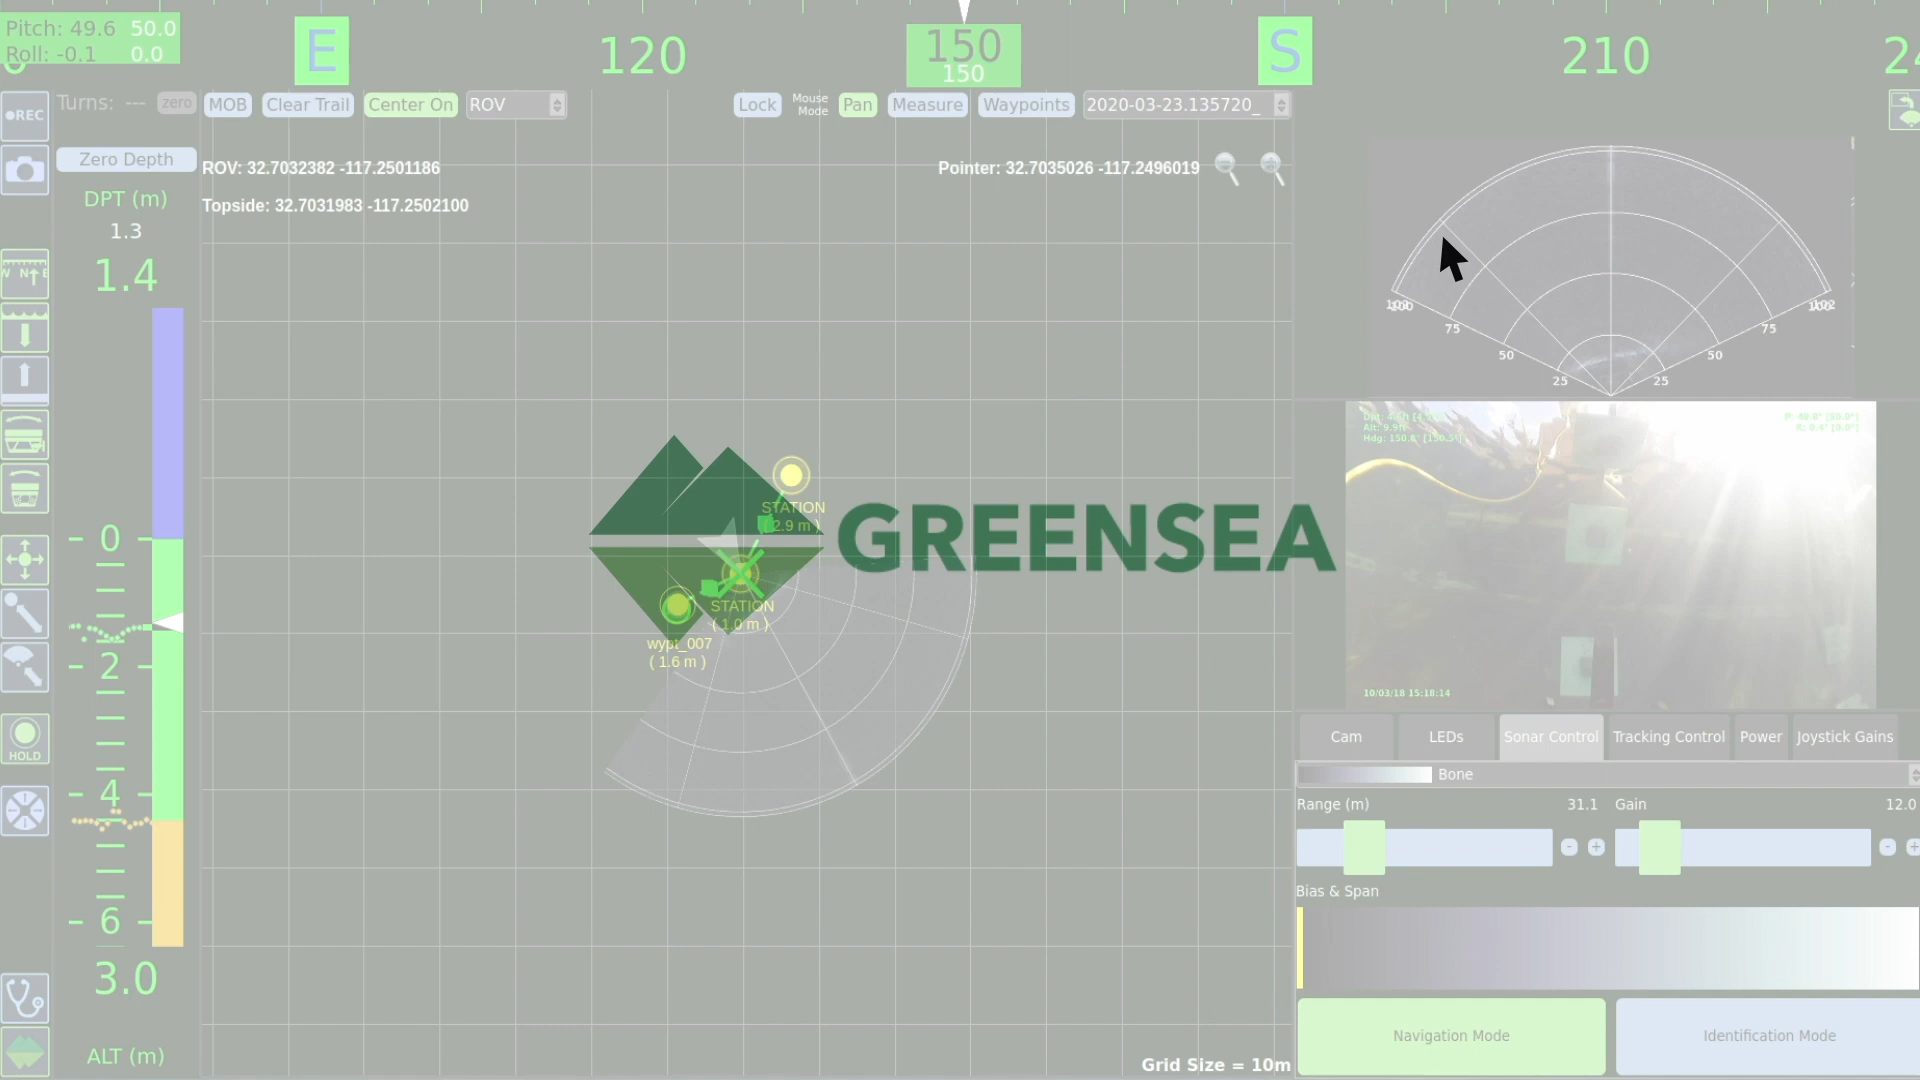 Pitch: 49.6 50.0
Roll: -0.1 0.0
E
120
150
150
S
210
REC
Turns: --- zero
MOB
Clear Trail
Center On
ROV
Lock
Mouse
Mode
Pan
Measure
Waypoints
2020-03-23.135720_
Zero Depth
ROV: 32.7032382 -117.2501186
Pointer: 32.7035026 -117.2496019
Topside: 32.7031983 -117.2502100
DPT (m)
1.3
1.4
W N E
0
2
4
6
3.0
ALT (m)
HOLD
STATION
( 2.9 m )
GREENSEA
STATION
( 1.0 m )
wypt_007
( 1.6 m )
Grid Size = 10m
102
100
75
75
50
50
25
25
10/03/18 15:18:14
Cam
LEDs
Sonar Control
Tracking Control
Power
Joystick Gains
Bone
Range (m) 31.1
Gain 12.0
- +
- +
Bias & Span
Navigation Mode
Identification Mode